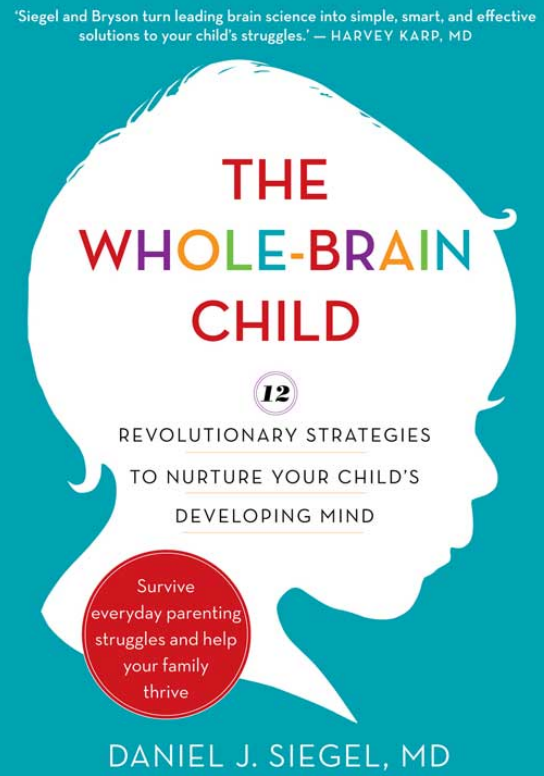 'Siegel and Bryson turn leading brain science into simple, smart, and effective
solutions to your child's struggles.' — HARVEY KARP, MD
THE
WHOLE-BRAIN
CHILD
12
REVOLUTIONARY STRATEGIES
TO NURTURE YOUR CHILD'S
DEVELOPING MIND
Survive
everyday parenting
struggles and help
your family
thrive
DANIEL J. SIEGEL, MD